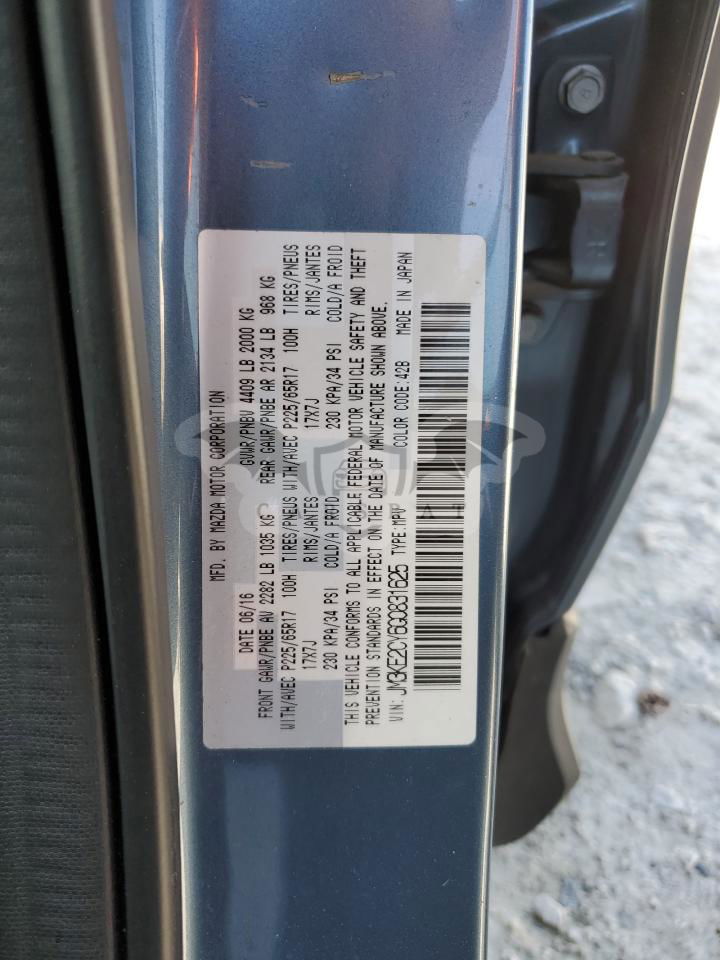 MFD. BY MAZDA MOTOR CORPORATION
DATE 06/16 GVWR/PNBV 4409 LB 2000 KG
FRONT GAWR/PNBE AV 2282 LB 1035 KG REAR GAWR/PNBE AR 2134 LB 968 KG
WITH/AVEC P225/65R17 100H TIRES/PNEUS WITH/AVEC P225/65R17 100H TIRES/PNEUS
17X7J RIMS/JANTES 17X7J RIMS/JANTES
230 KPA/34 PSI COLD/A FROID 230 KPA/34 PSI COLD/A FROID
THIS VEHICLE CONFORMS TO ALL APPLICABLE FEDERAL MOTOR VEHICLE SAFETY AND THEFT
PREVENTION STANDARDS IN EFFECT ON THE DATE OF MANUFACTURE SHOWN ABOVE.
VIN: JM3KE2CY6G0831625 TYPE:MPV COLOR CODE:42B MADE IN JAPAN